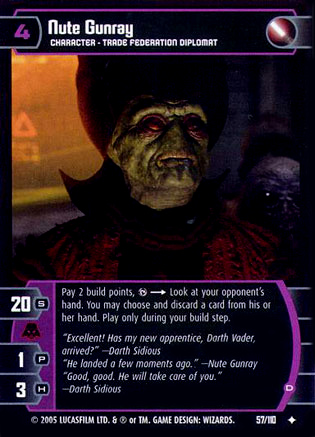 4 Nute Gunray
CHARACTER - TRADE FEDERATION DIPLOMAT
Pay 2 build points, → Look at your opponent's
hand. You may choose and discard a card from his or
her hand. Play only during your build step.
20 S
"Excellent! Has my new apprentice, Darth Vader,
arrived?" —Darth Sidious
1 P
"He landed a few moments ago." —Nute Gunray
"Good, good. He will take care of you."
3 H
—Darth Sidious
D
© 2005 LUCASFILM LTD. & ® or TM. GAME DESIGN: WIZARDS. 57/110